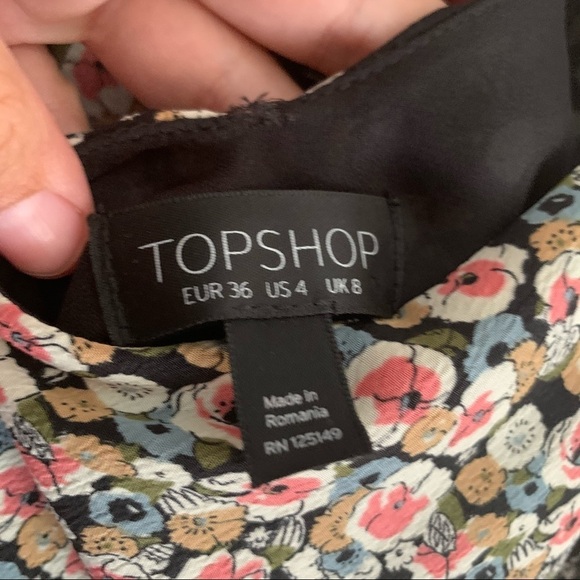 TOPSHOP
EUR 36 US 4 UK 8
Made in
Romania
RN 125149